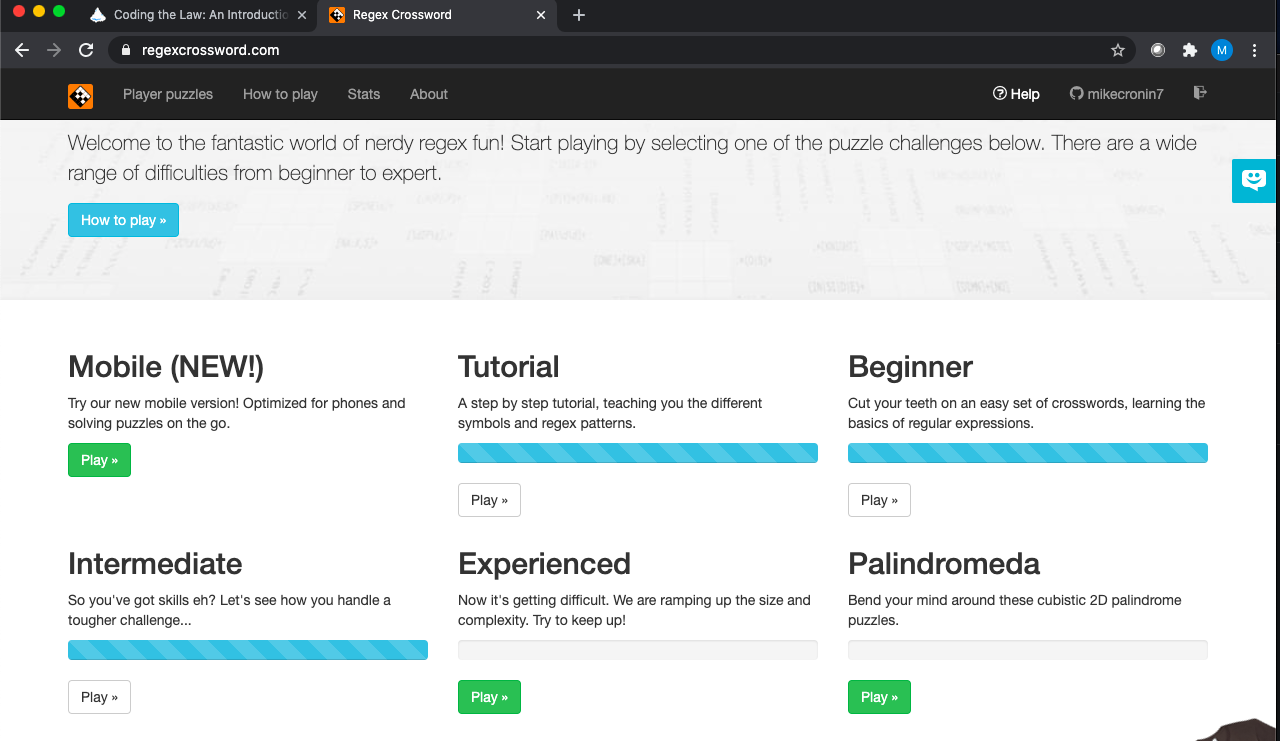 Coding the Law: An Introductio
Regex Crossword
regexcrossword.com
M
Player puzzles How to play Stats About Help mikecronin7
Welcome to the fantastic world of nerdy regex fun! Start playing by selecting one of the puzzle challenges below. There are a wide
range of difficulties from beginner to expert.
How to play »
Mobile (NEW!)
Try our new mobile version! Optimized for phones and
solving puzzles on the go.
Play »
Tutorial
A step by step tutorial, teaching you the different
symbols and regex patterns.
Play »
Beginner
Cut your teeth on an easy set of crosswords, learning the
basics of regular expressions.
Play »
Intermediate
So you've got skills eh? Let's see how you handle a
tougher challenge...
Play »
Experienced
Now it's getting difficult. We are ramping up the size and
complexity. Try to keep up!
Play »
Palindromeda
Bend your mind around these cubistic 2D palindrome
puzzles.
Play »